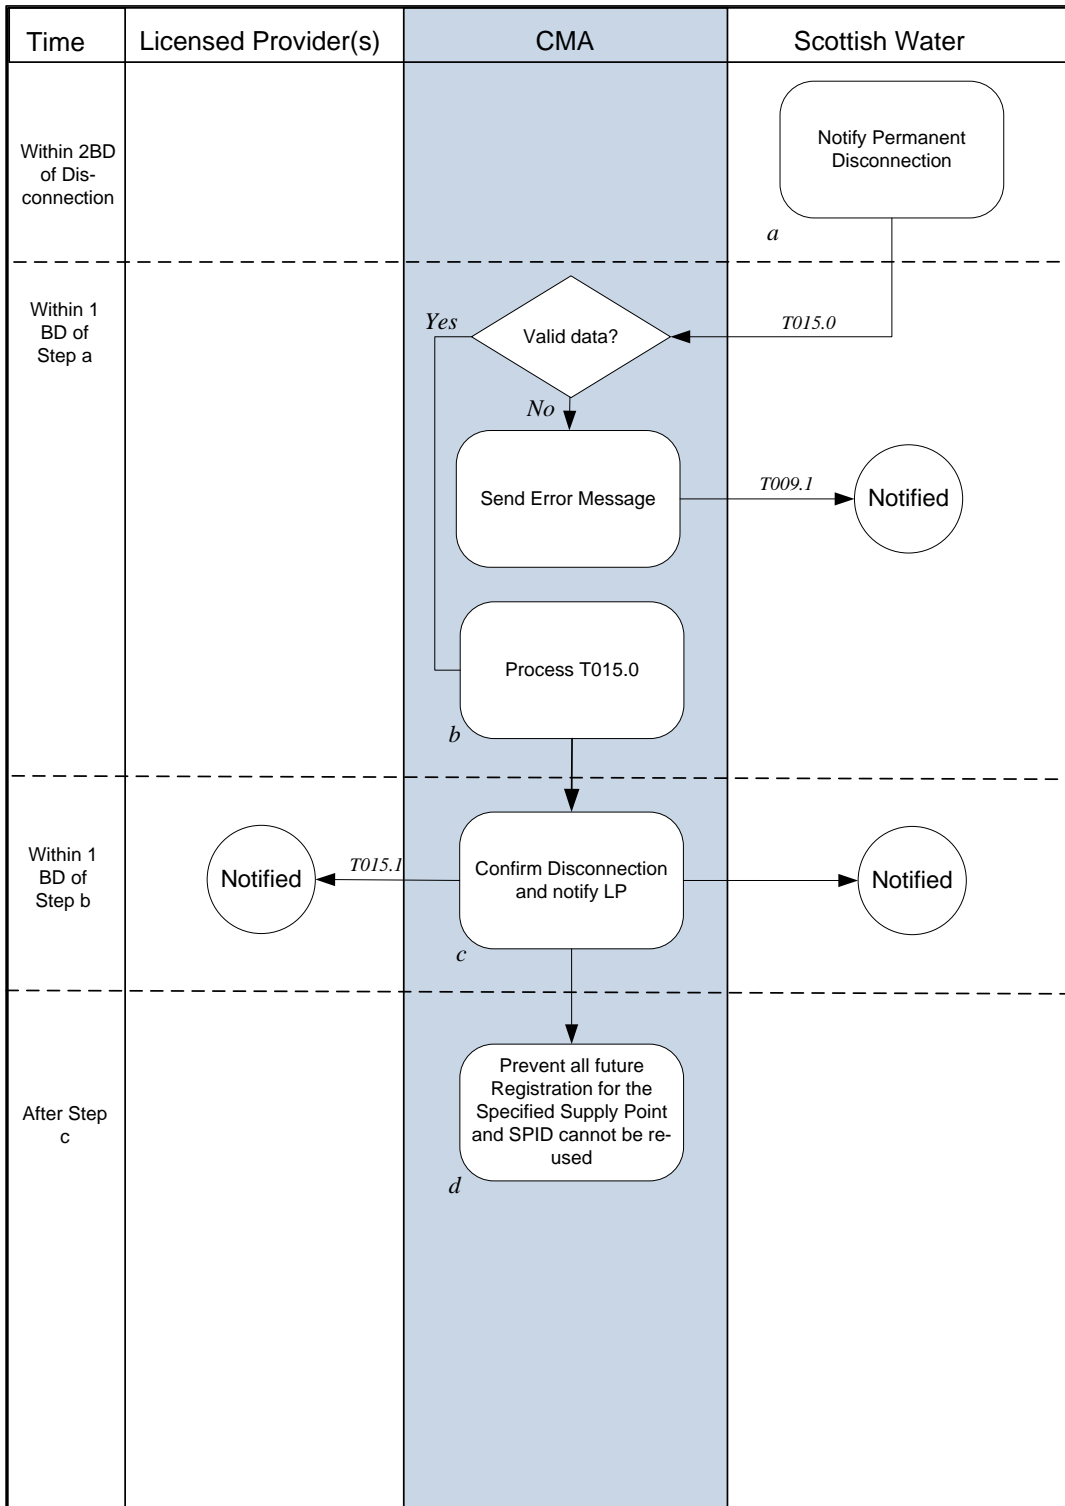 Time
Licensed Provider(s)
CMA
Scottish Water
Within 2BD
of Dis-
connection
Notify Permanent
Disconnection
a
Within 1
BD of
Step a
Yes
Valid data?
T015.0
No
Send Error Message
T009.1
Notified
Process T015.0
b
Within 1
BD of
Step b
Notified
T015.1
Confirm Disconnection
and notify LP
Notified
c
After Step
c
Prevent all future
Registration for the
Specified Supply Point
and SPID cannot be re-
used
d